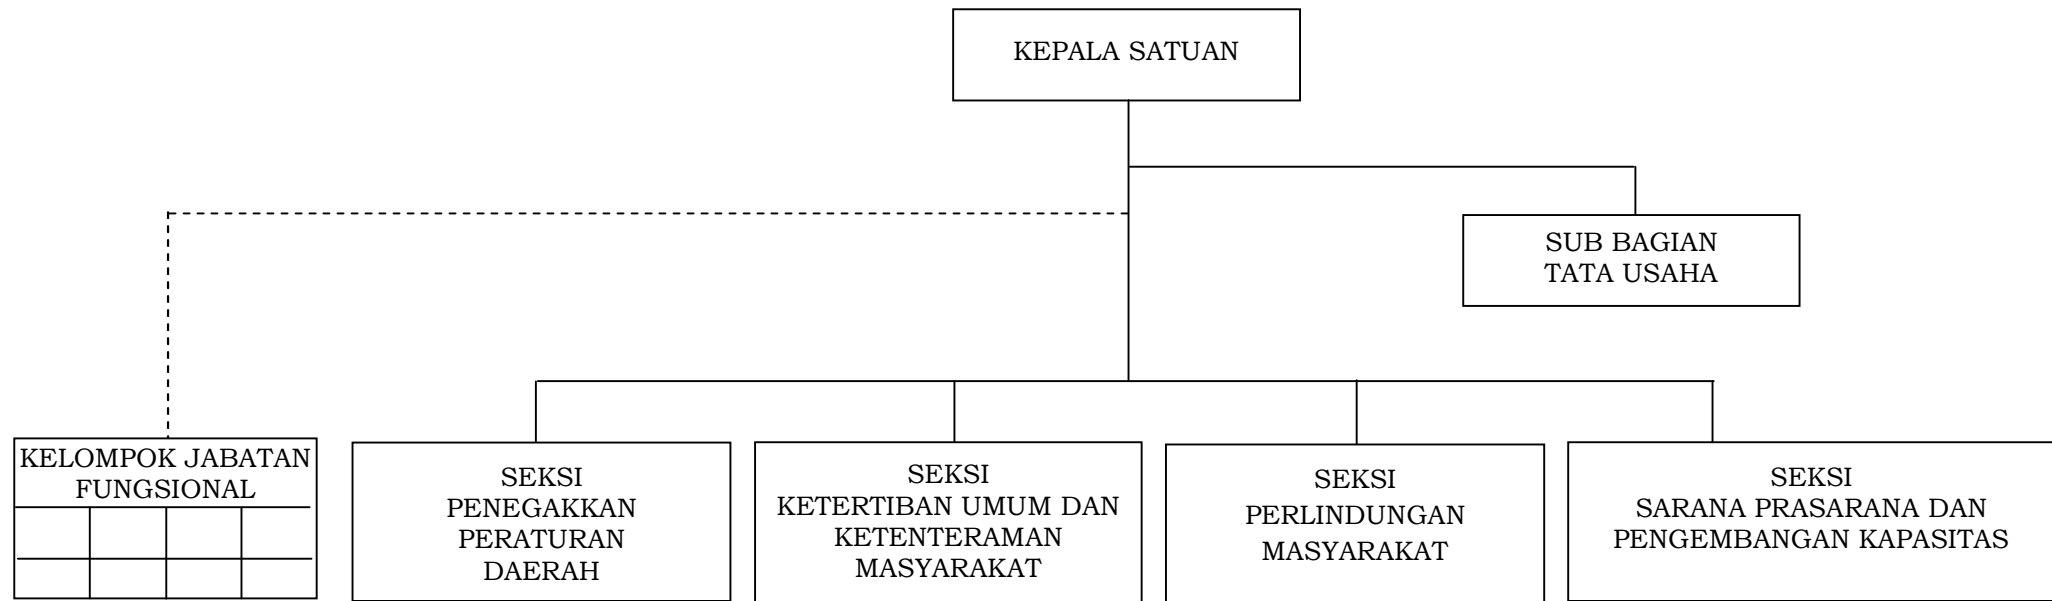 KEPALA SATUAN
SUB BAGIAN
TATA USAHA
KELOMPOK JABATAN
FUNGSIONAL
SEKSI
PENEGAKKAN
PERATURAN
DAERAH
SEKSI
KETERTIBAN UMUM DAN
KETENTERAMAN
MASYARAKAT
SEKSI
PERLINDUNGAN
MASYARAKAT
SEKSI
SARANA PRASARANA DAN
PENGEMBANGAN KAPASITAS